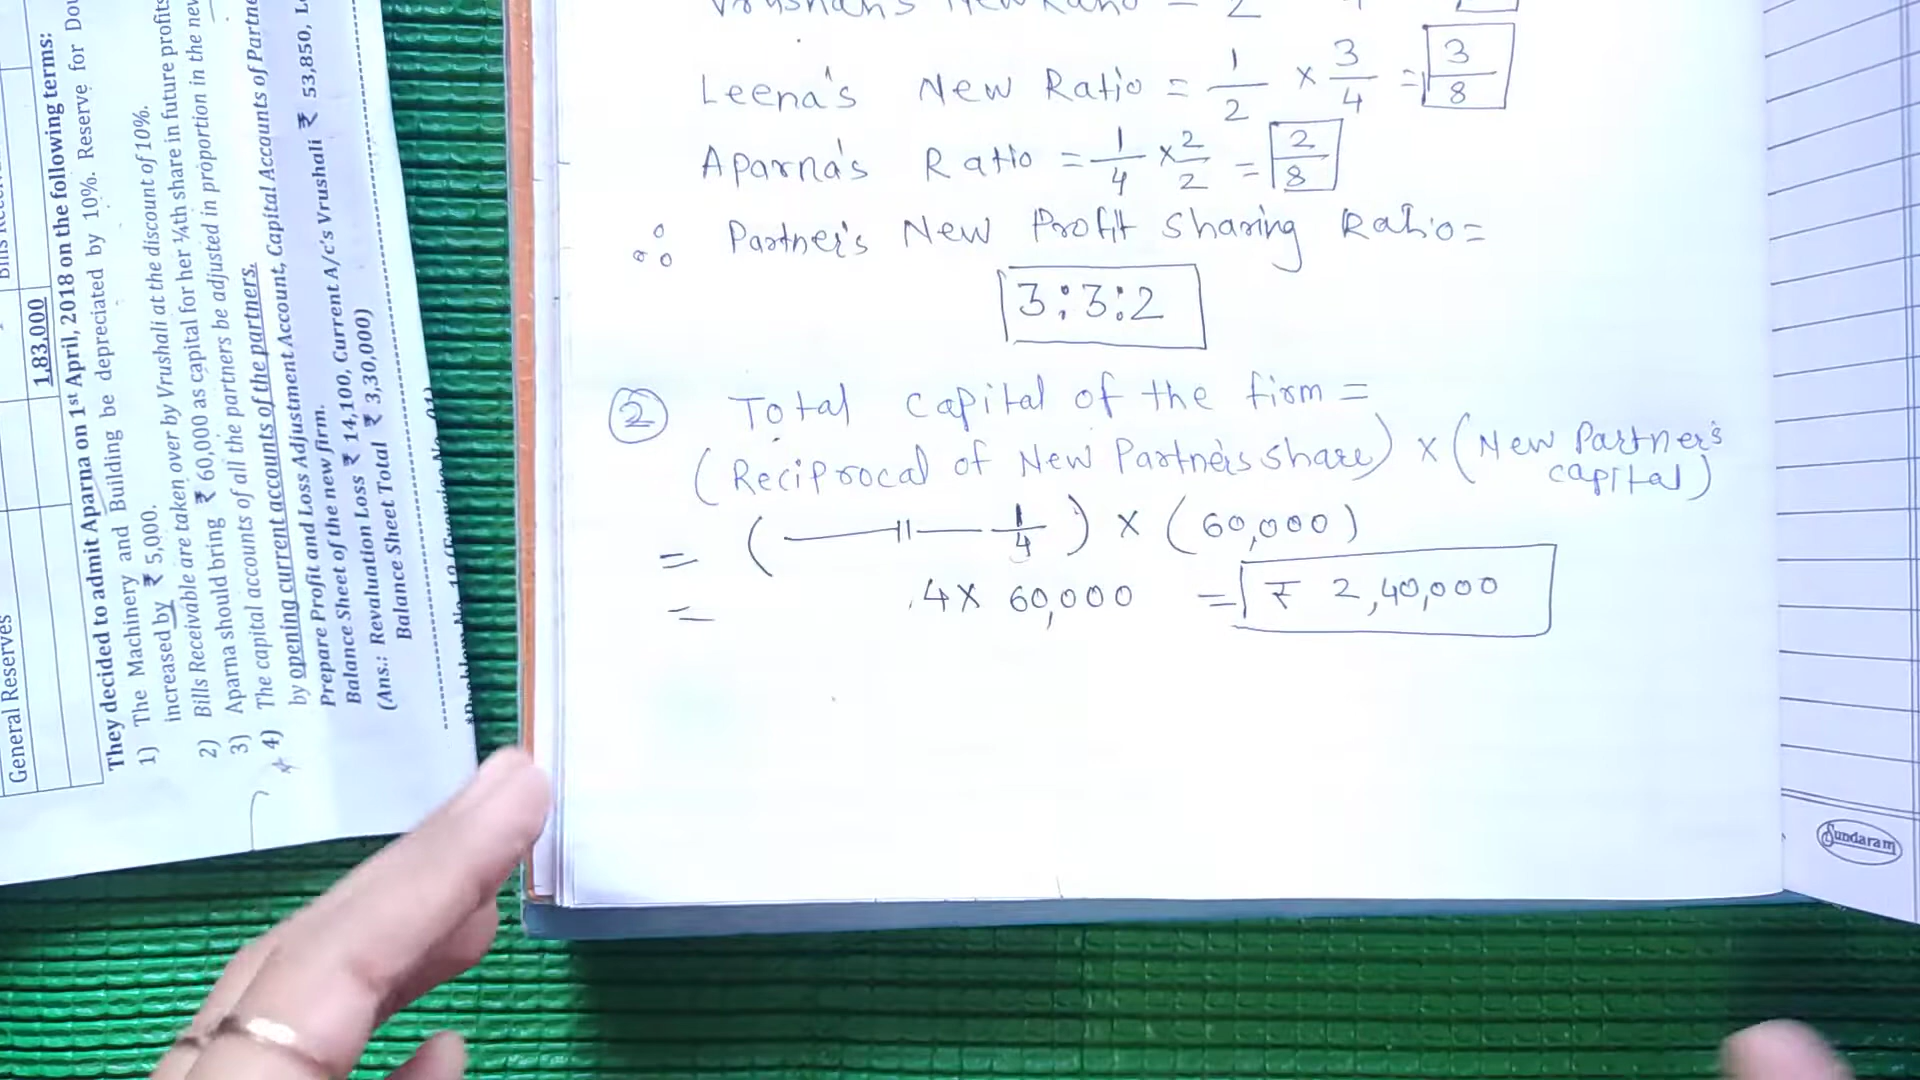 General Reserves
1,83,000
They decided to admit Aparna on 1st April, 2018 on the following terms:
1) The Machinery and Building be depreciated by 10%. Reserve for
increased by ₹ 5,000.
2) Bills Receivable are taken over by Vrushali at the discount of 10%.
3) Aparna should bring ₹ 60,000 as capital for her ¼th share in future profits
4) The capital accounts of all the partners be adjusted in proportion in the
by opening current accounts of the partners.
Prepare Profit and Loss Adjustment Account, Capital Accounts of
Balance Sheet of the new firm.
(Ans.: Revaluation Loss ₹ 14,100, Current A/c's Vrushali ₹ 53,850,
Balance Sheet Total ₹ 3,30,000)
Leena's New Ratio = 1/2 × 3/4 = 3/8
Aparna's Ratio = 1/4 × 2/2 = 2/8
∴ Partner's New Profit Sharing Ratio =
3:3:2
② Total capital of the firm =
(Reciprocal of New Partner's share) × (New Partner's
capital)
= ( —〃— 1/4 ) × (60,000)
= 4 × 60,000 = ₹ 2,40,000
Sundaram